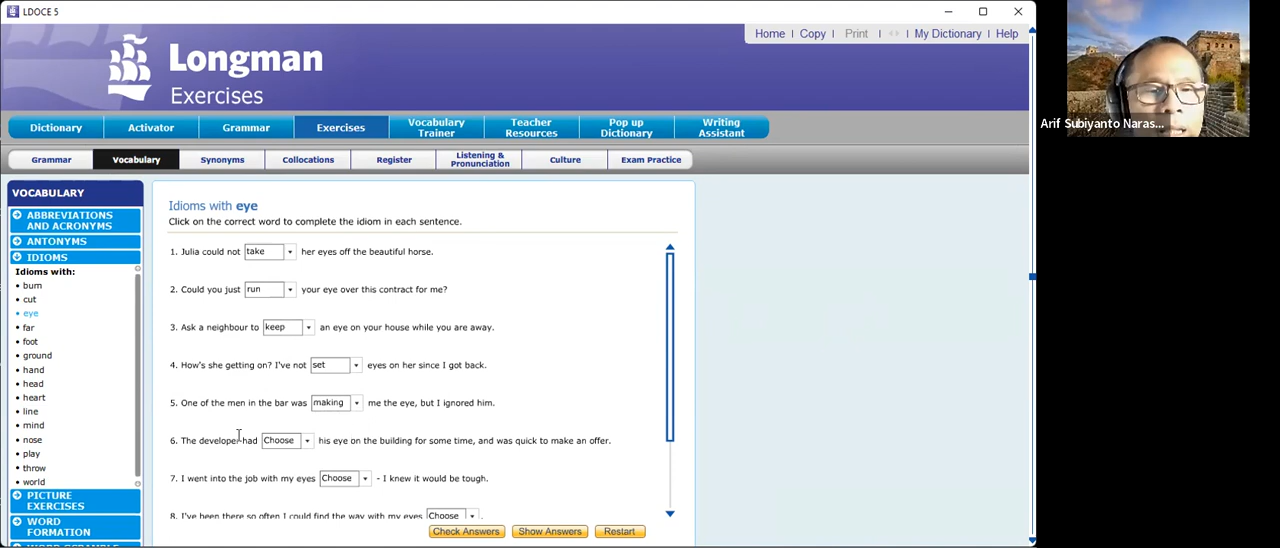 LDOCE 5
Home | Copy | Print | My Dictionary | Help
Longman
Exercises
Dictionary
Activator
Grammar
Exercises
Vocabulary
Trainer
Teacher
Resources
Pop up
Dictionary
Writing
Assistant
Grammar
Vocabulary
Synonyms
Collocations
Register
Listening &
Pronunciation
Culture
Exam Practice
VOCABULARY
ABBREVIATIONS
AND ACRONYMS
ANTONYMS
IDIOMS
Idioms with:
• burn
• cut
• eye
• far
• foot
• ground
• hand
• head
• heart
• line
• mind
• nose
• play
• throw
• world
PICTURE
EXERCISES
WORD
FORMATION
WORD SCRAMBLE
Idioms with eye
Click on the correct word to complete the idiom in each sentence.
1. Julia could not take her eyes off the beautiful horse.
2. Could you just run your eye over this contract for me?
3. Ask a neighbour to keep an eye on your house while you are away.
4. How's she getting on? I've not set eyes on her since I got back.
5. One of the men in the bar was making me the eye, but I ignored him.
6. The developer had Choose his eye on the building for some time, and was quick to make an offer.
7. I went into the job with my eyes Choose - I knew it would be tough.
8. I've been there so often I could find the way with my eyes Choose .
Check Answers
Show Answers
Restart
Arif Subiyanto Naras...